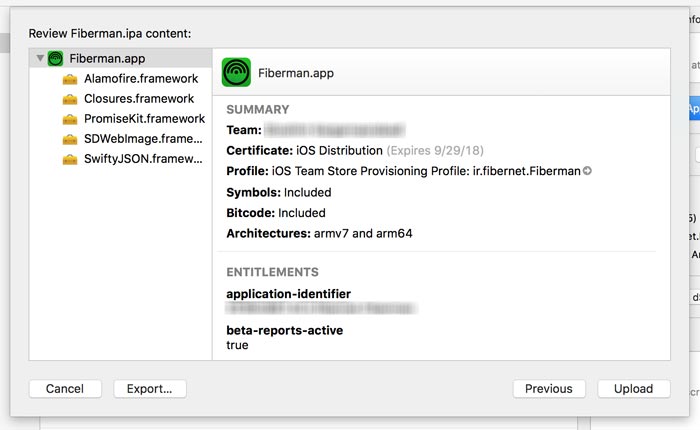 Review Fiberman.ipa content:
Fiberman.app
Alamofire.framework
Closures.framework
PromiseKit.framework
SDWebImage.frame...
SwiftyJSON.framew...
Fiberman.app
SUMMARY
Team:
Certificate: iOS Distribution (Expires 9/29/18)
Profile: iOS Team Store Provisioning Profile: ir.fibernet.Fiberman
Symbols: Included
Bitcode: Included
Architectures: armv7 and arm64
ENTITLEMENTS
application-identifier
beta-reports-active
true
Cancel
Export...
Previous
Upload